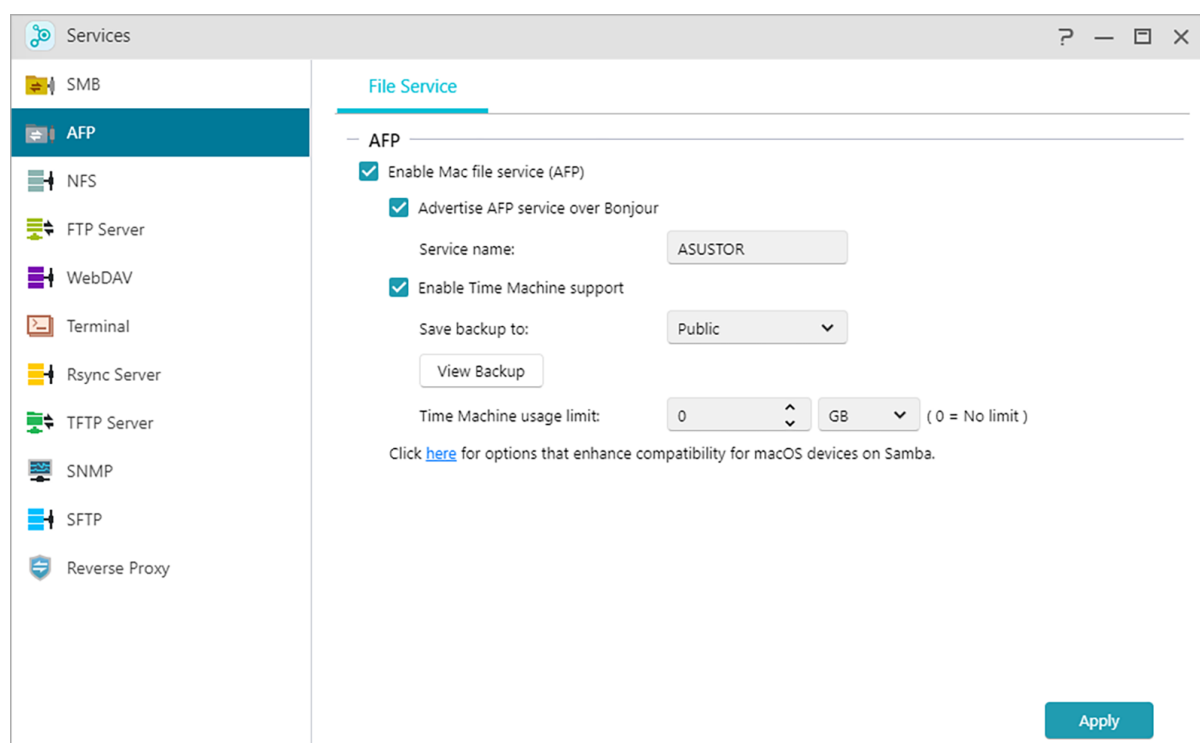 Services
SMB
AFP
NFS
FTP Server
WebDAV
Terminal
Rsync Server
TFTP Server
SNMP
SFTP
Reverse Proxy
File Service
AFP
Enable Mac file service (AFP)
Advertise AFP service over Bonjour
Service name: ASUSTOR
Enable Time Machine support
Save backup to: Public
View Backup
Time Machine usage limit: 0 GB ( 0 = No limit )
Click here for options that enhance compatibility for macOS devices on Samba.
Apply